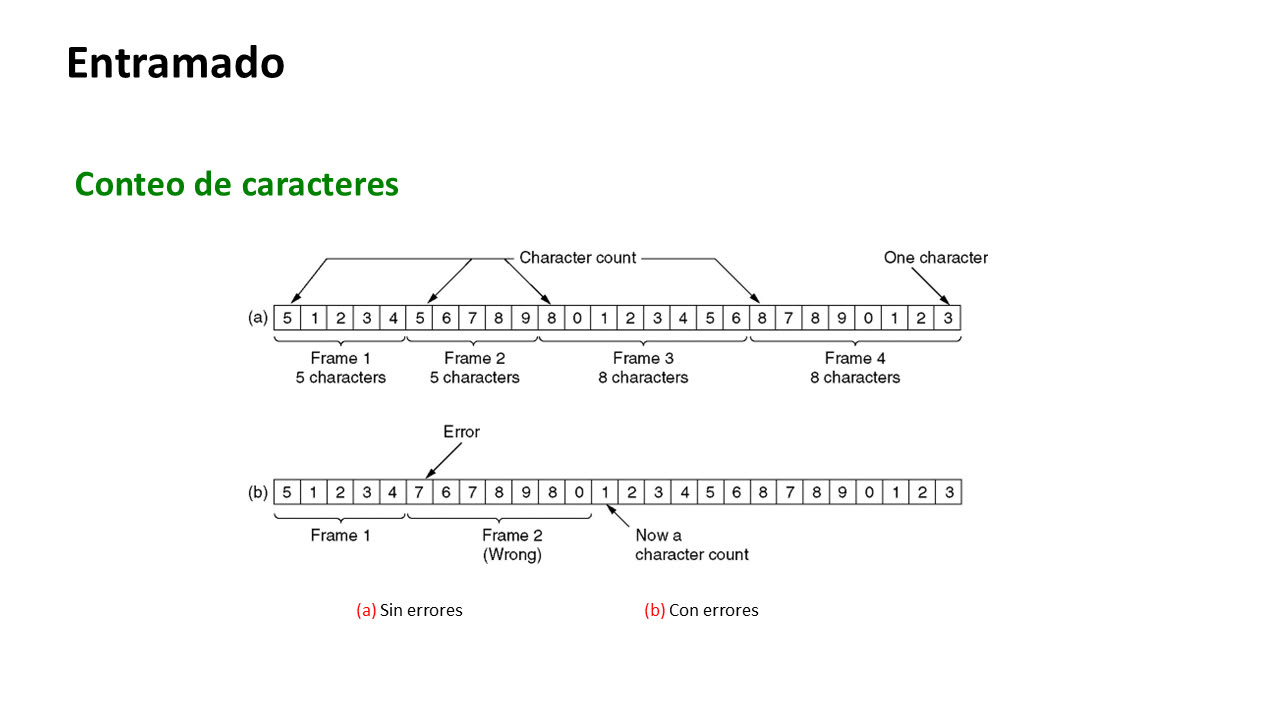 Entramado
Conteo de caracteres
Character count
One character
(a) 5 1 2 3 4 5 6 7 8 9 8 0 1 2 3 4 5 6 8 7 8 9 0 1 2 3
Frame 1 Frame 2 Frame 3 Frame 4
5 characters 5 characters 8 characters 8 characters
Error
(b) 5 1 2 3 4 7 6 7 8 9 8 0 1 2 3 4 5 6 8 7 8 9 0 1 2 3
Frame 1 Frame 2 Now a
(Wrong) character count
(a) Sin errores (b) Con errores